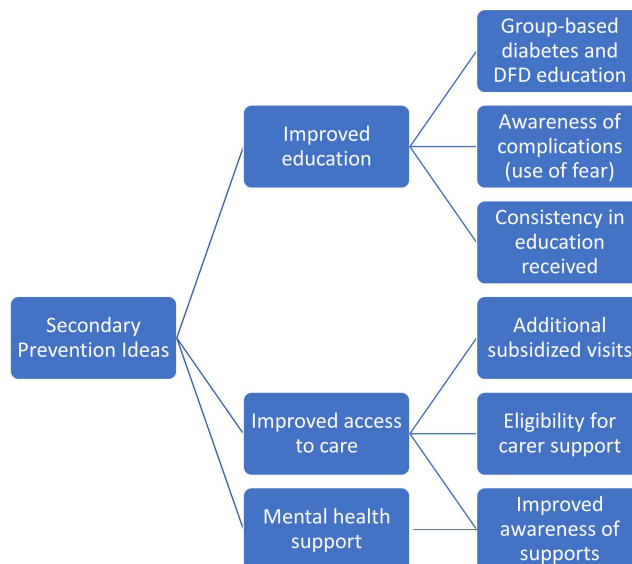 Group-based
diabetes and
DFD education
Improved
education
Awareness of
complications
(use of fear)
Consistency in
education
received
Secondary
Prevention Ideas
Additional
subsidized visits
Improved access
to care
Eligibility for
carer support
Mental health
support
Improved
awareness of
supports